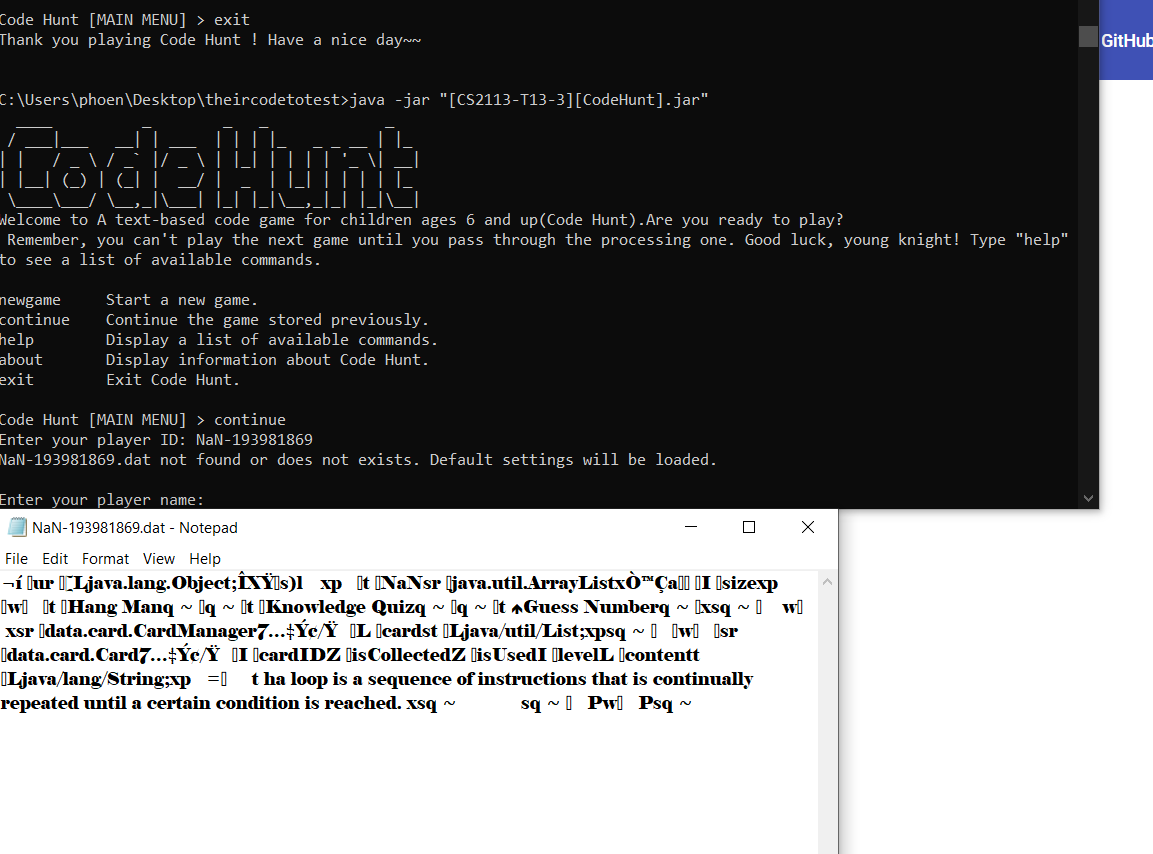 Code Hunt [MAIN MENU] > exit
Thank you playing Code Hunt ! Have a nice day~~
GitHub
C:\Users\phoen\Desktop\theircodetotest>java -jar "[CS2113-T13-3][CodeHunt].jar"
CodeHunt
Welcome to A text-based code game for children ages 6 and up(Code Hunt).Are you ready to play?
Remember, you can't play the next game until you pass through the processing one. Good luck, young knight! Type "help"
to see a list of available commands.
newgame Start a new game.
continue Continue the game stored previously.
help Display a list of available commands.
about Display information about Code Hunt.
exit Exit Code Hunt.
Code Hunt [MAIN MENU] > continue
Enter your player ID: NaN-193981869
NaN-193981869.dat not found or does not exists. Default settings will be loaded.
Enter your player name:
NaN-193981869.dat - Notepad
File Edit Format View Help
¬í ur [Ljava.lang.Object;ÎXŸs)l xp t NaNsr java.util.ArrayListxÒ™Ça I sizexp
w t Hang Manq ~ q ~ t Knowledge Quizq ~ q ~ t ♠Guess Numberq ~ xsq ~ w
xsr data.card.CardManager7…‡Ýc/Ÿ L cardst Ljava/util/List;xpsq ~ w sr
data.card.Card7…‡Ýc/Ÿ I cardIDZ isCollectedZ isUsedI levelL contentt
Ljava/lang/String;xp = t ha loop is a sequence of instructions that is continually
repeated until a certain condition is reached. xsq ~ sq ~ Pw Psq ~